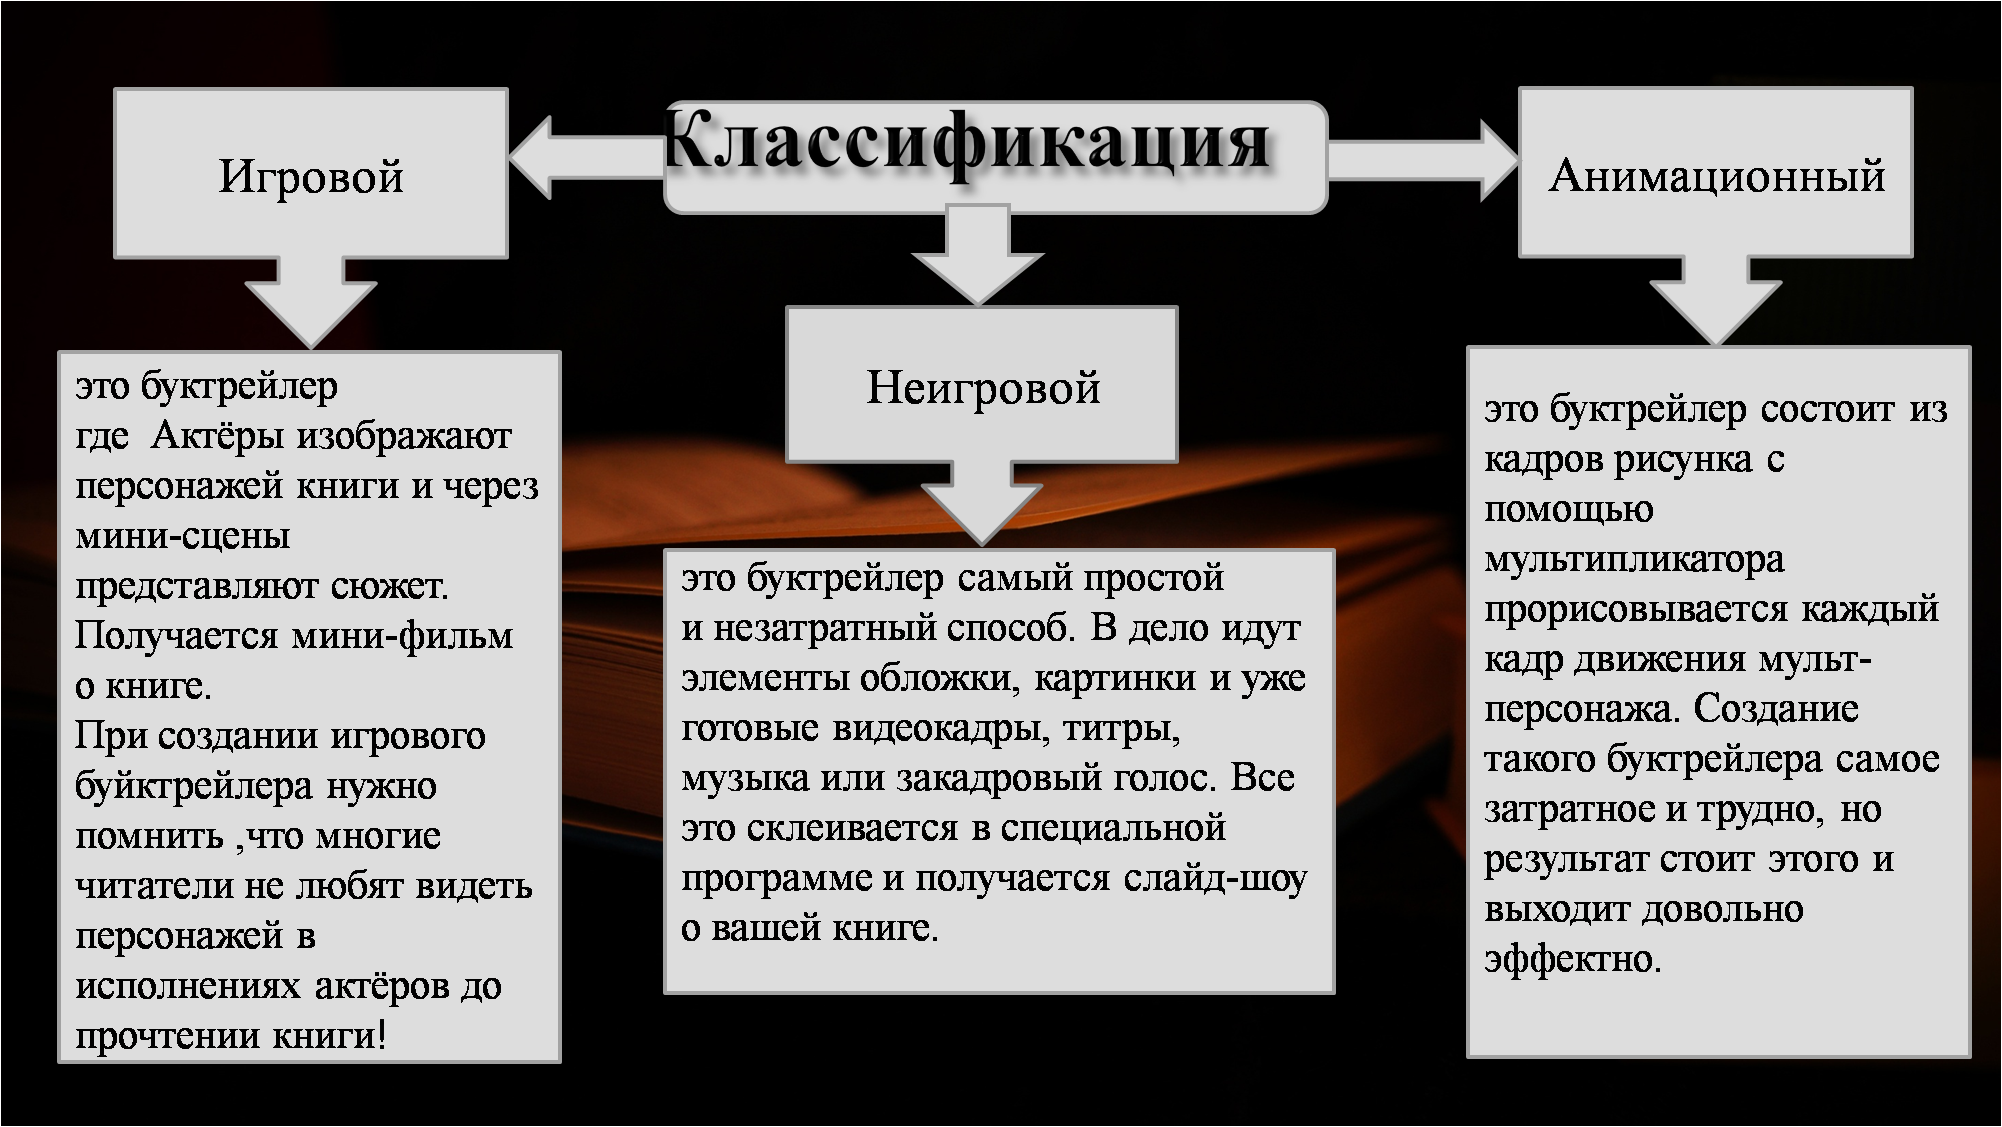 Классификация
Игровой
это буктрейлер
где  Актёры изображают
персонажей книги и через
мини-сцены
представляют сюжет.
Получается мини-фильм
о книге.
При создании игрового
буйктрейлера нужно
помнить ,что многие
читатели не любят видеть
персонажей в
исполнениях актёров до
прочтении книги!
Неигровой
это буктрейлер самый простой
и незатратный способ. В дело идут
элементы обложки, картинки и уже
готовые видеокадры, титры,
музыка или закадровый голос. Все
это склеивается в специальной
программе и получается слайд-шоу
о вашей книге.
Анимационный
это буктрейлер состоит из
кадров рисунка с
помощью
мультипликатора
прорисовывается каждый
кадр движения мульт-
персонажа. Создание
такого буктрейлера самое
затратное и трудно, но
результат стоит этого и
выходит довольно
эффектно.